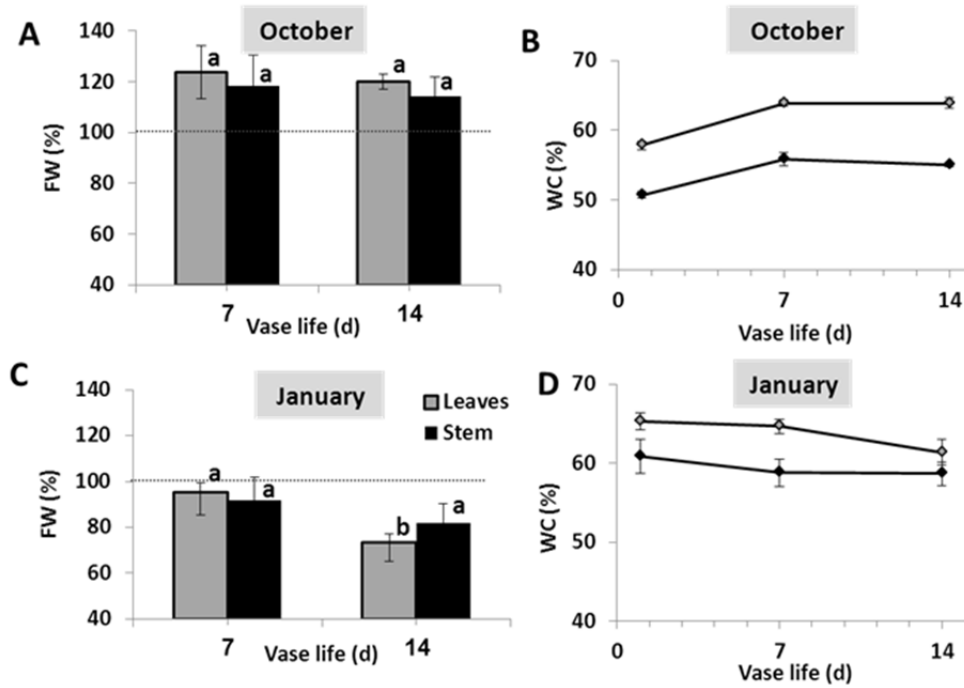 A
October
140
120
100
80
60
40
FW (%)
a
a
a
a
7
14
Vase life (d)
B
October
70
60
50
40
WC (%)
0
7
14
Vase life (d)
C
January
140
120
100
80
60
40
FW (%)
Leaves
Stem
a
a
b
a
7
14
Vase life (d)
D
January
70
60
50
40
WC (%)
0
7
14
Vase life (d)